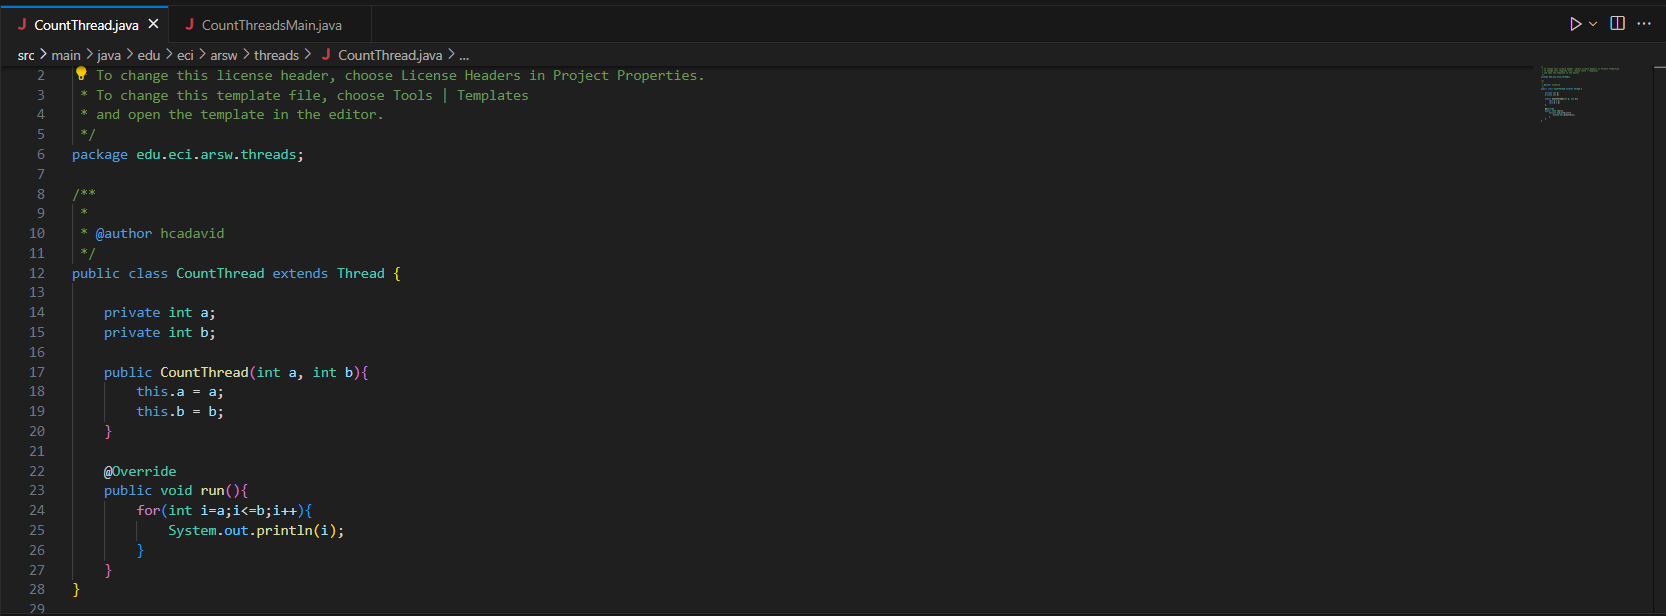 J CountThread.java ×
J CountThreadsMain.java
src > main > java > edu > eci > arsw > threads > J CountThread.java > ...
2 To change this license header, choose License Headers in Project Properties.
3 * To change this template file, choose Tools | Templates
4 * and open the template in the editor.
5 */
6 package edu.eci.arsw.threads;
7
8 /**
9 *
10 * @author hcadavid
11 */
12 public class CountThread extends Thread {
13
14 private int a;
15 private int b;
16
17 public CountThread(int a, int b){
18 this.a = a;
19 this.b = b;
20 }
21
22 @Override
23 public void run(){
24 for(int i=a;i<=b;i++){
25 System.out.println(i);
26 }
27 }
28 }
29